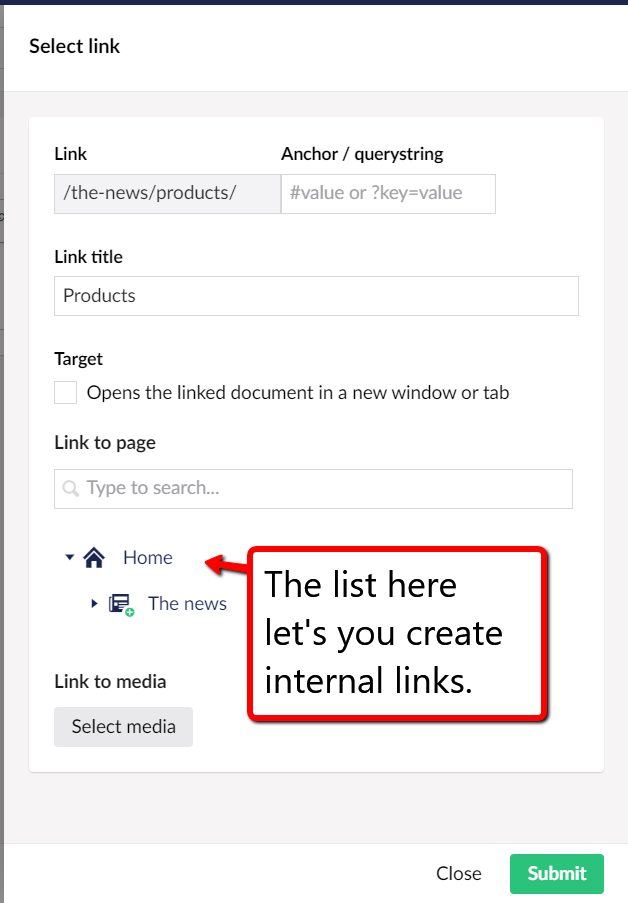 Select link
Link
Anchor / querystring
/the-news/products/
#value or ?key=value
Link title
Products
Target
Opens the linked document in a new window or tab
Link to page
Type to search...
Home
The news
The list here
let's you create
internal links.
Link to media
Select media
Close
Submit